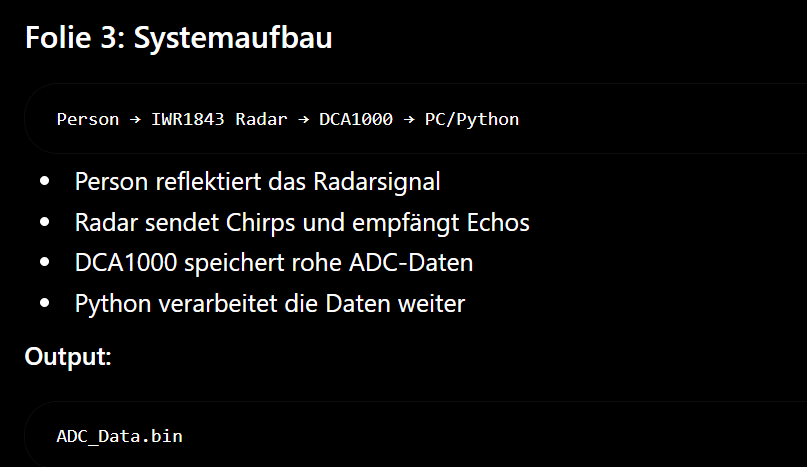 Folie 3: Systemaufbau
Person → IWR1843 Radar → DCA1000 → PC/Python
• Person reflektiert das Radarsignal
• Radar sendet Chirps und empfängt Echos
• DCA1000 speichert rohe ADC-Daten
• Python verarbeitet die Daten weiter
Output:
ADC_Data.bin